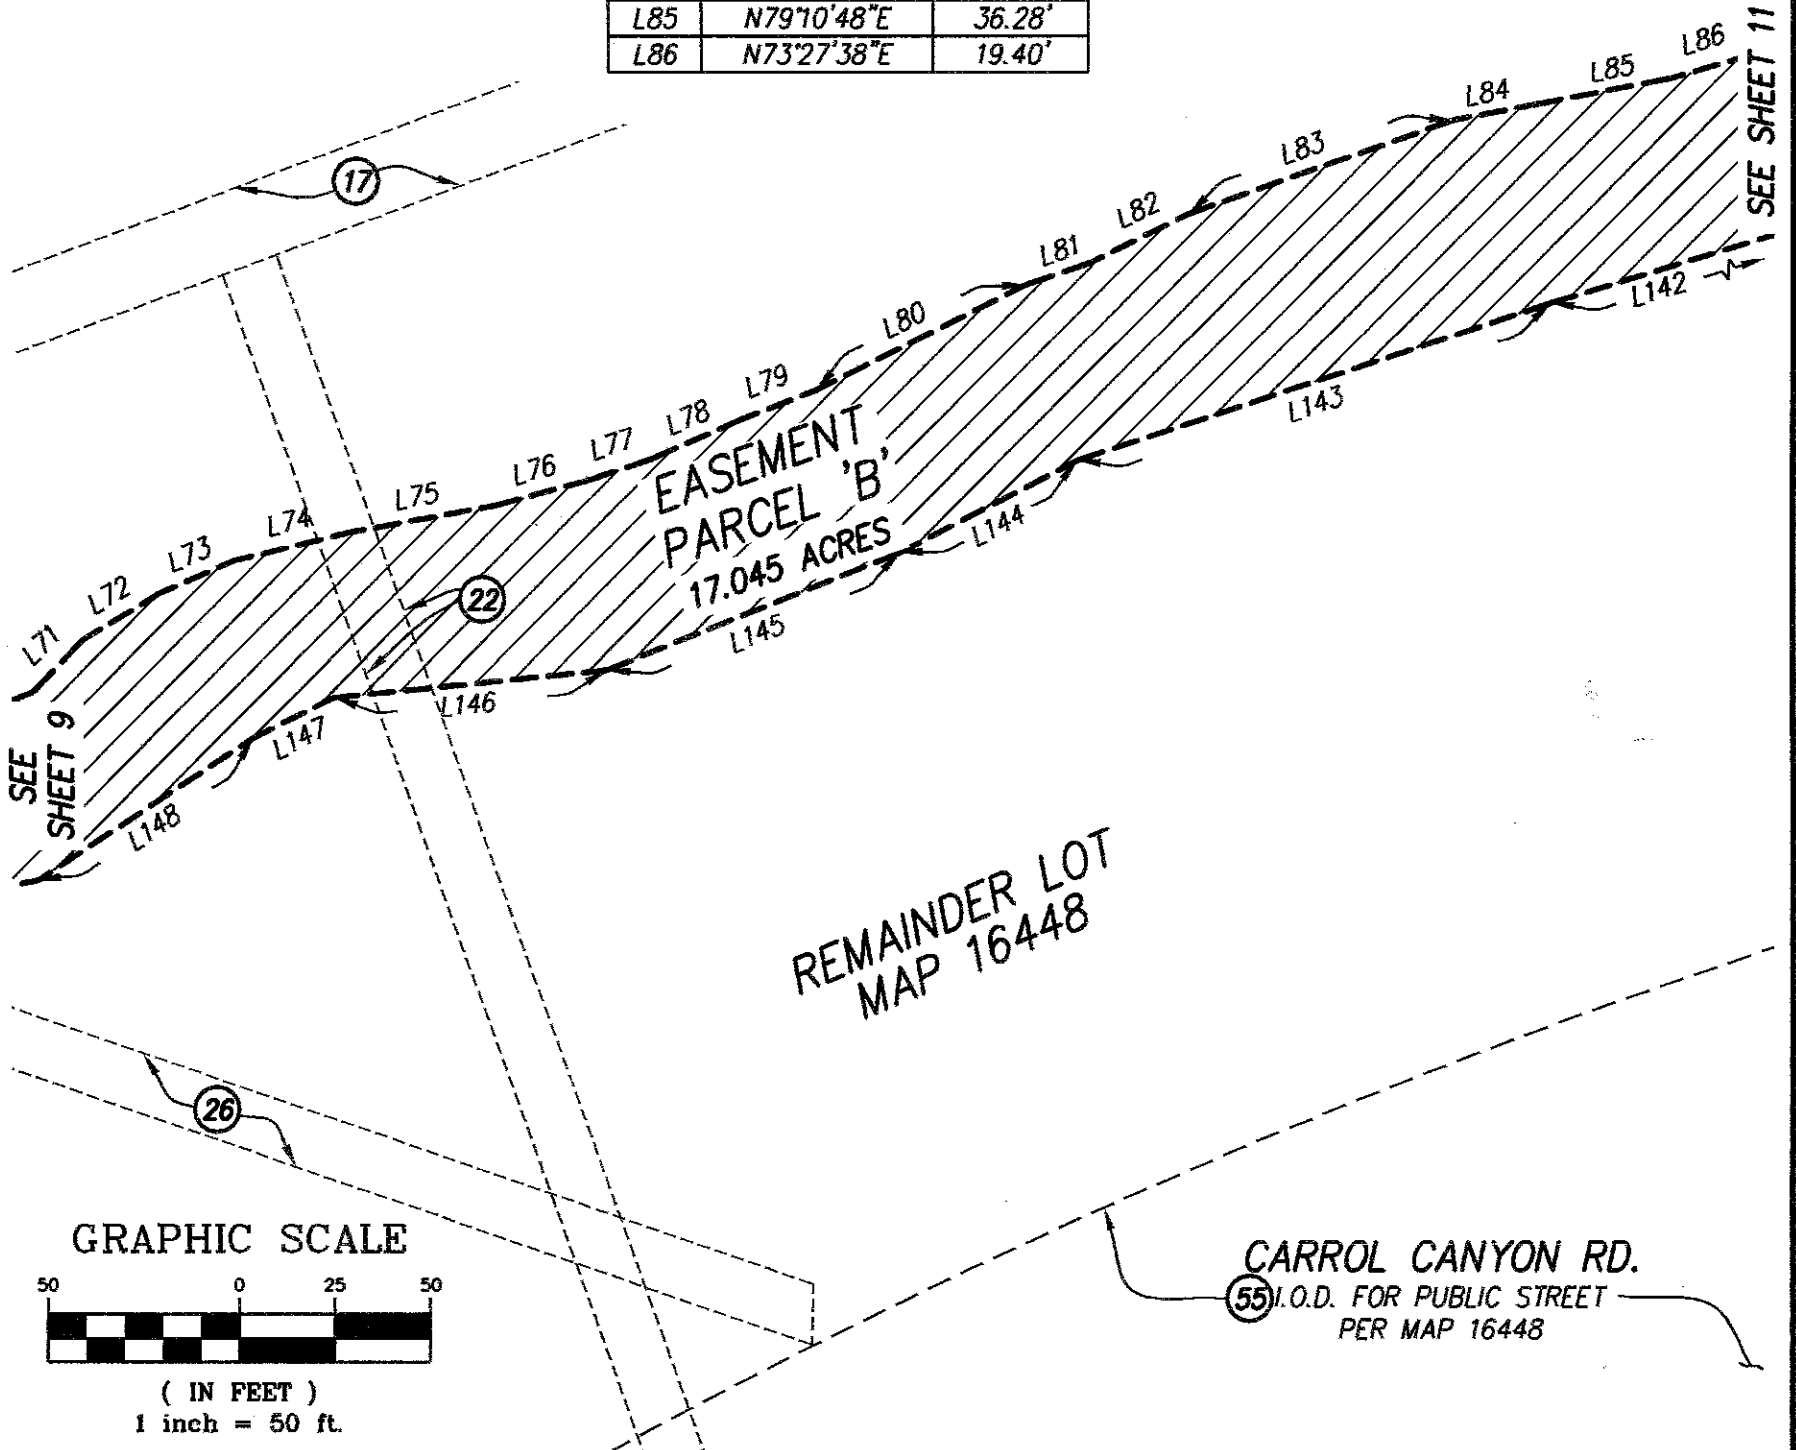 L85 N79°10'48"E 36.28'
L86 N73°27'38"E 19.40'
L86
L85
L84
L83
L82
L81
L80
L79
L78
L77
L76
L75
L74
L73
L72
L71
SEE SHEET 11
17
EASEMENT
PARCEL 'B'
17.045 ACRES
22
L142
L143
L144
L145
L146
L147
L148
SEE
SHEET 9
REMAINDER LOT
MAP 16448
26
GRAPHIC SCALE
50 0 25 50
( IN FEET )
1 inch = 50 ft.
CARROL CANYON RD.
55 I.O.D. FOR PUBLIC STREET
PER MAP 16448